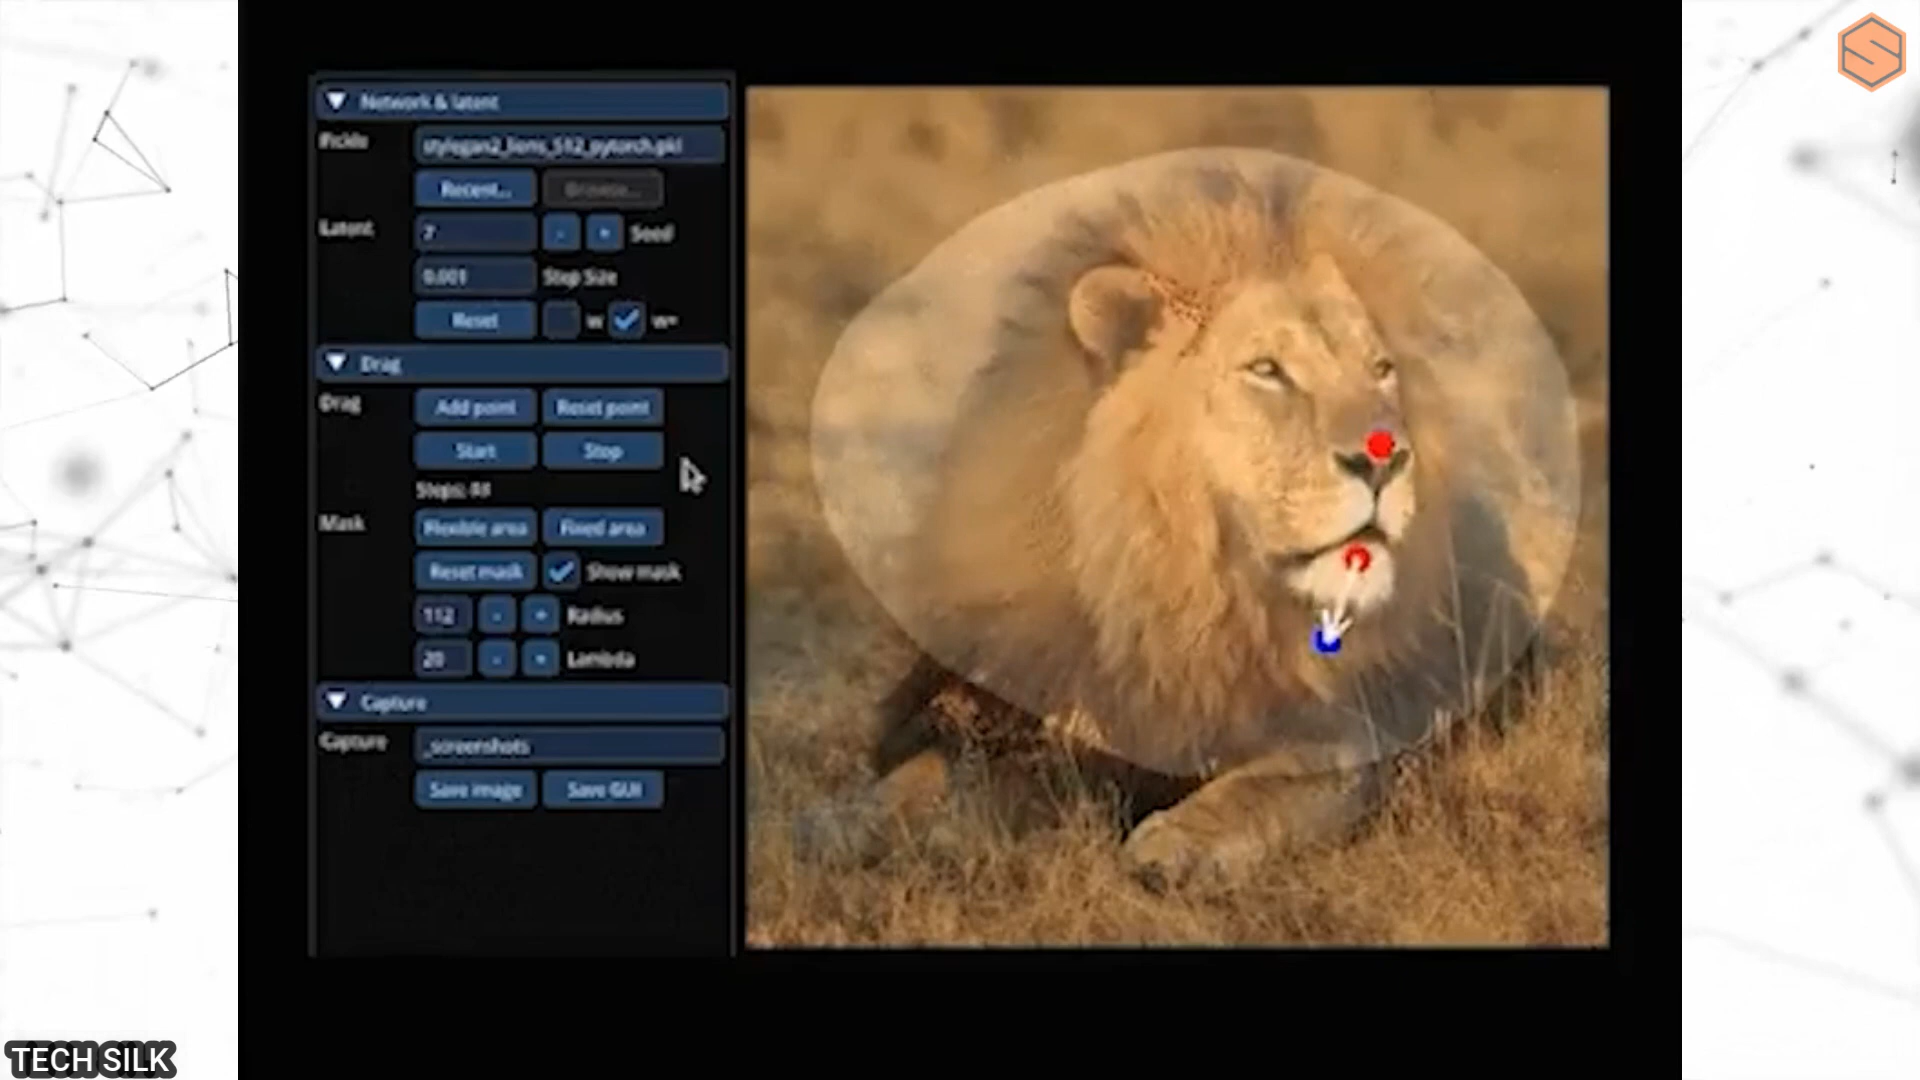 Network & latent
Pickle stylegan2_lions_512_pytorch.pkl
Recent... Browse...
Latent 7 - + Seed
0.001 Step Size
Reset w w+
Drag
Drag Add point Reset point
Start Stop
Steps:
Mask Flexible area Fixed area
Reset mask Show mask
112 - + Radius
20 - + Lambda
Capture
Capture _screenshots
Save image Save GUI
TECH SILK